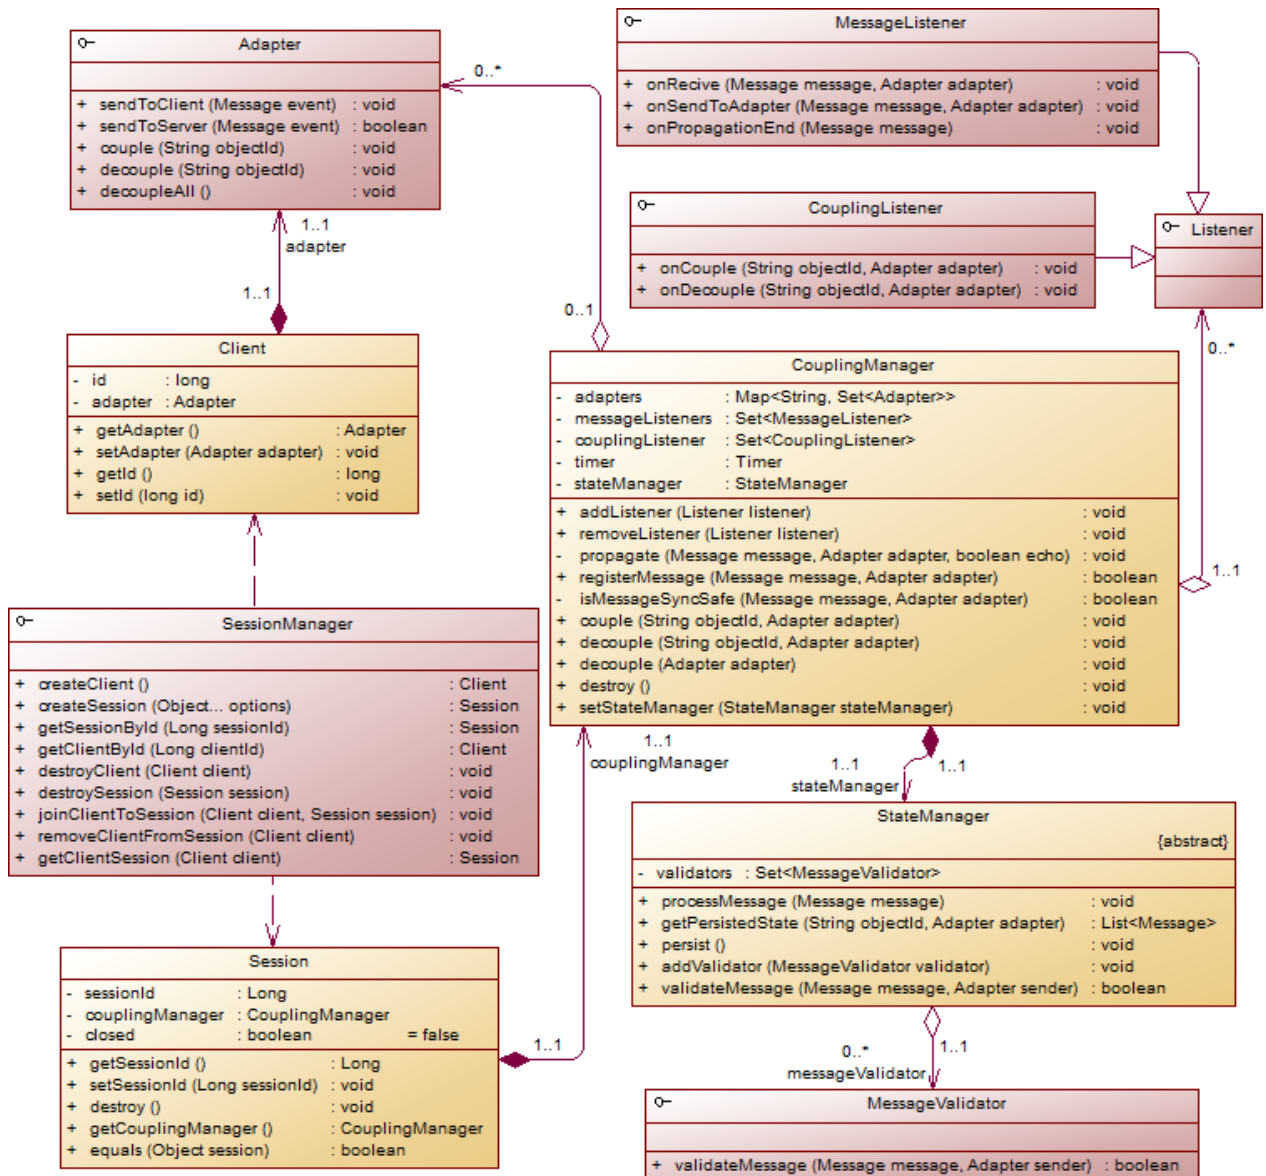 Adapter
+ sendToClient (Message event) : void
+ sendToServer (Message event) : boolean
+ couple (String objectId) : void
+ decouple (String objectId) : void
+ decoupleAll () : void
0..*
MessageListener
+ onRecive (Message message, Adapter adapter) : void
+ onSendToAdapter (Message message, Adapter adapter) : void
+ onPropagationEnd (Message message) : void
CouplingListener
+ onCouple (String objectId, Adapter adapter) : void
+ onDecouple (String objectId, Adapter adapter) : void
Listener
1..1
adapter
1..1
0..1
0..*
Client
- id : long
- adapter : Adapter
+ getAdapter () : Adapter
+ setAdapter (Adapter adapter) : void
+ getId () : long
+ setId (long id) : void
CouplingManager
- adapters : Map<String, Set<Adapter>>
- messageListeners : Set<MessageListener>
- couplingListener : Set<CouplingListener>
- timer : Timer
- stateManager : StateManager
+ addListener (Listener listener) : void
+ removeListener (Listener listener) : void
- propagate (Message message, Adapter adapter, boolean echo) : void
+ registerMessage (Message message, Adapter adapter) : boolean
- isMessageSyncSafe (Message message, Adapter adapter) : boolean
+ couple (String objectId, Adapter adapter) : void
+ decouple (String objectId, Adapter adapter) : void
+ decouple (Adapter adapter) : void
+ destroy () : void
+ setStateManager (StateManager stateManager) : void
1..1
SessionManager
+ createClient () : Client
+ createSession (Object... options) : Session
+ getSessionById (Long sessionId) : Session
+ getClientById (Long clientId) : Client
+ destroyClient (Client client) : void
+ destroySession (Session session) : void
+ joinClientToSession (Client client, Session session) : void
+ removeClientFromSession (Client client) : void
+ getClientSession (Client client) : Session
1..1
couplingManager
1..1
stateManager
1..1
StateManager
{abstract}
- validators : Set<MessageValidator>
+ processMessage (Message message) : void
+ getPersistedState (String objectId, Adapter adapter) : List<Message>
+ persist () : void
+ addValidator (MessageValidator validator) : void
+ validateMessage (Message message, Adapter sender) : boolean
Session
- sessionId : Long
- couplingManager : CouplingManager
- closed : boolean = false
+ getSessionId () : Long
+ setSessionId (Long sessionId) : void
+ destroy () : void
+ getCouplingManager () : CouplingManager
+ equals (Object session) : boolean
1..1
1..1
0..*
messageValidator
MessageValidator
+ validateMessage (Message message, Adapter sender) : boolean